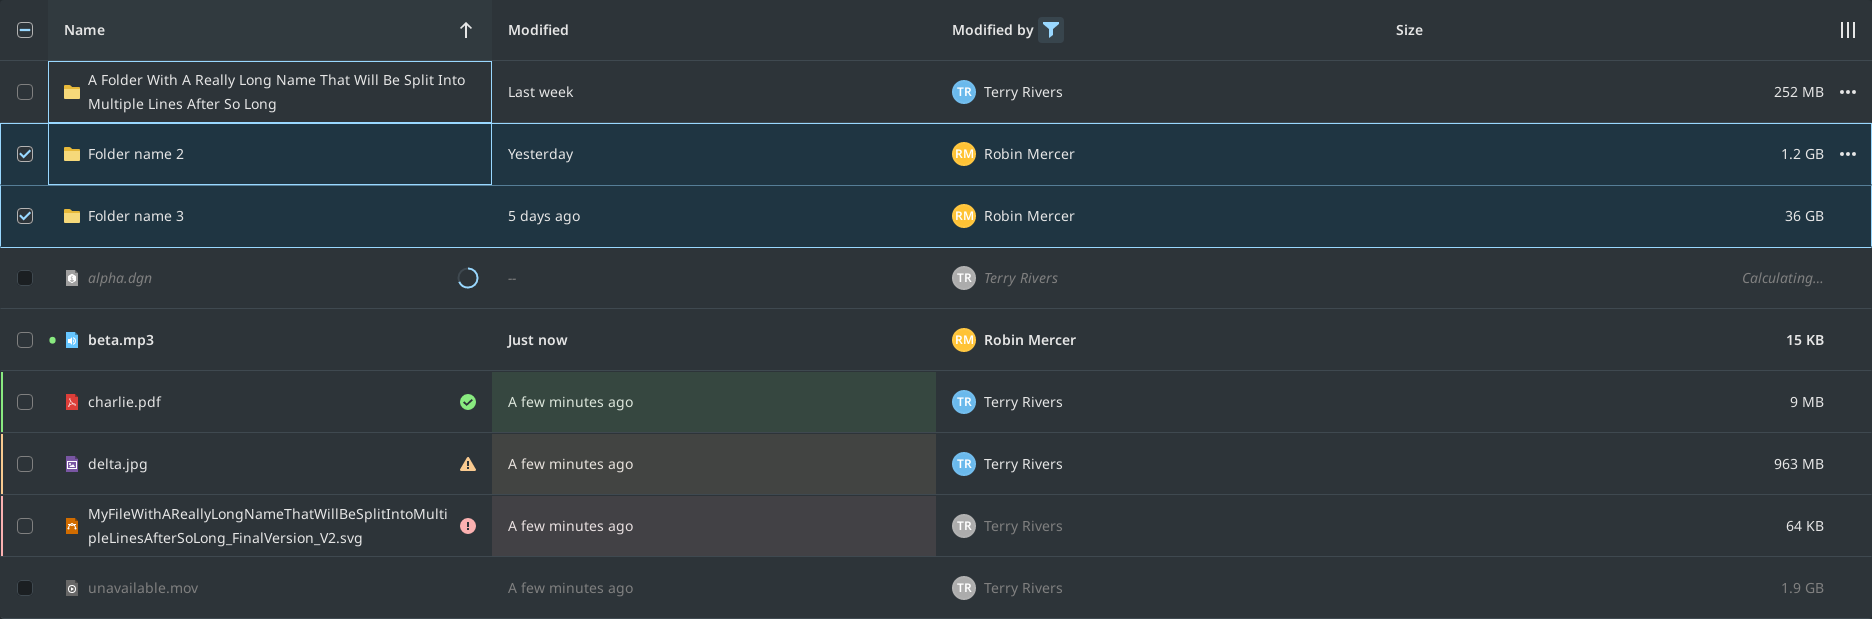 Name Modified Modified by Size
A Folder With A Really Long Name That Will Be Split Into
Multiple Lines After So Long
Last week TR Terry Rivers 252 MB
Folder name 2 Yesterday RM Robin Mercer 1.2 GB
Folder name 3 5 days ago RM Robin Mercer 36 GB
alpha.dgn -- TR Terry Rivers Calculating...
beta.mp3 Just now RM Robin Mercer 15 KB
charlie.pdf A few minutes ago TR Terry Rivers 9 MB
delta.jpg A few minutes ago TR Terry Rivers 963 MB
MyFileWithAReallyLongNameThatWillBeSplitIntoMulti
pleLinesAfterSoLong_FinalVersion_V2.svg
A few minutes ago TR Terry Rivers 64 KB
unavailable.mov A few minutes ago TR Terry Rivers 1.9 GB